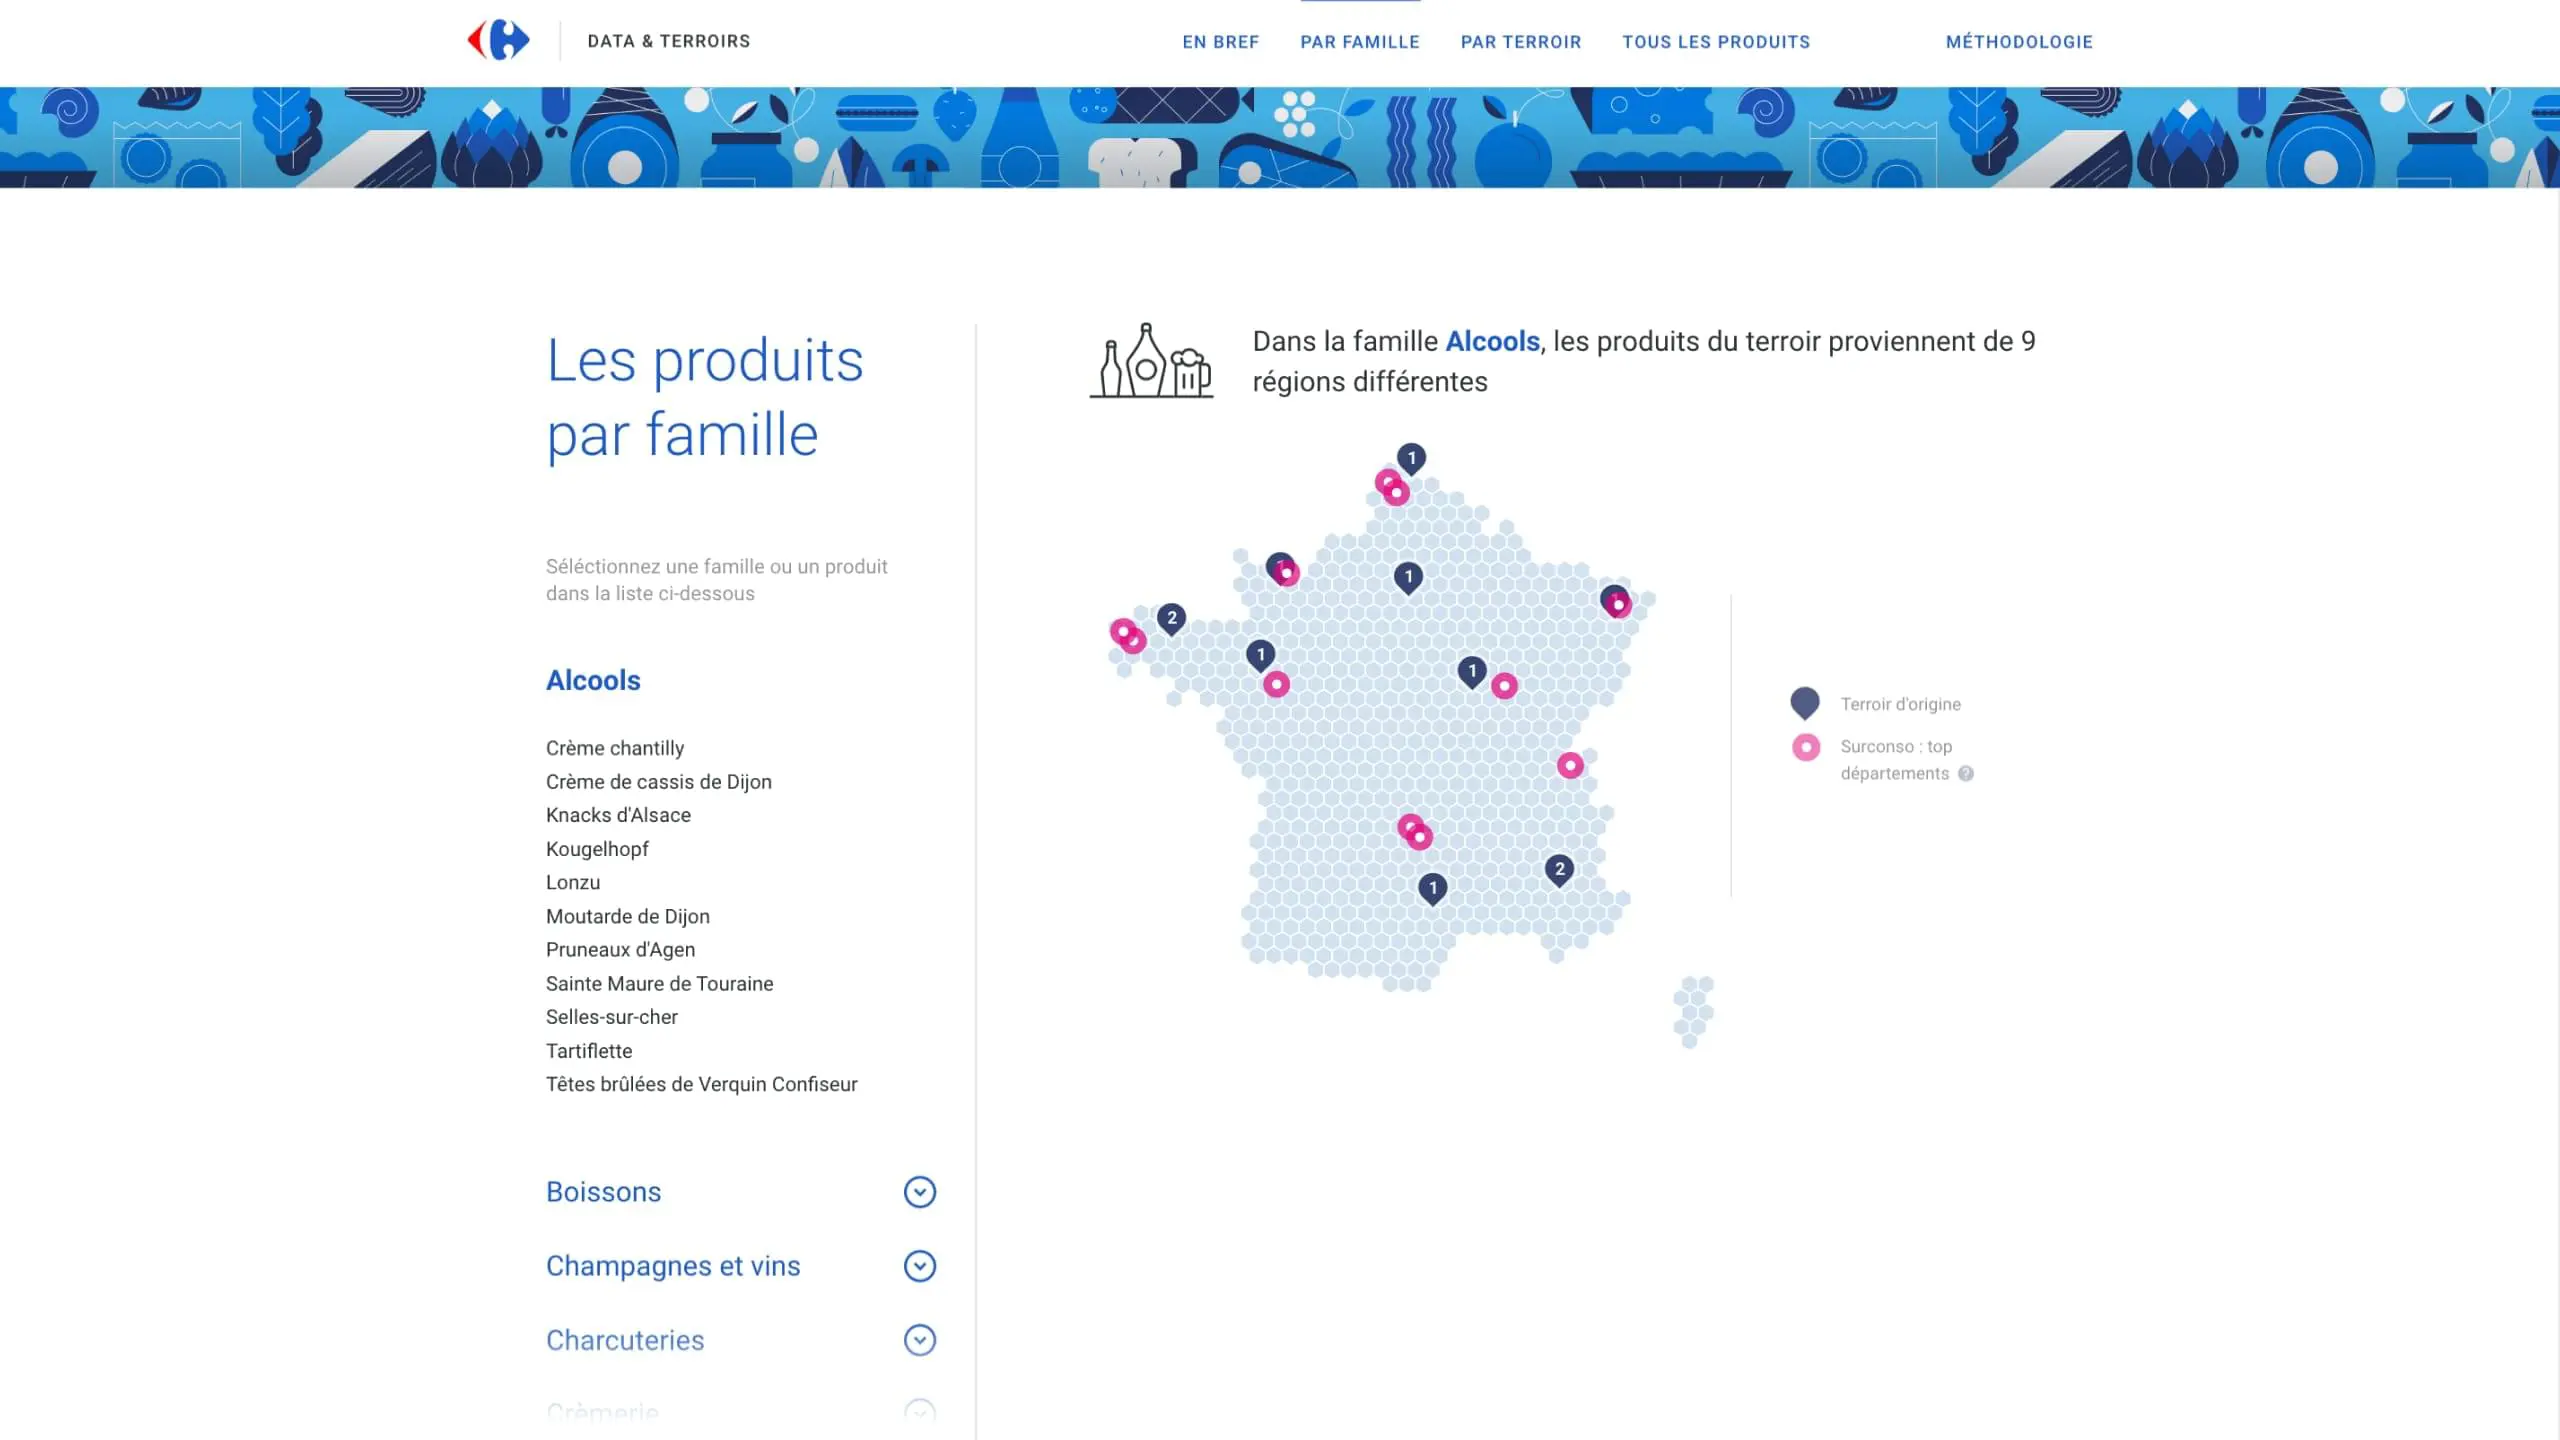 DATA & TERROIRS
EN BREF
PAR FAMILLE
PAR TERROIR
TOUS LES PRODUITS
MÉTHODOLOGIE
Les produits
par famille
Séléctionnez une famille ou un produit
dans la liste ci-dessous
Alcools
Crème chantilly
Crème de cassis de Dijon
Knacks d'Alsace
Kougelhopf
Lonzu
Moutarde de Dijon
Pruneaux d'Agen
Sainte Maure de Touraine
Selles-sur-cher
Tartiflette
Têtes brûlées de Verquin Confiseur
Boissons
Champagnes et vins
Charcuteries
Crèmerie
Dans la famille Alcools, les produits du terroir proviennent de 9
régions différentes
1
1
1
1
2
1
1
2
1
Terroir d'origine
Surconso : top
départements ?